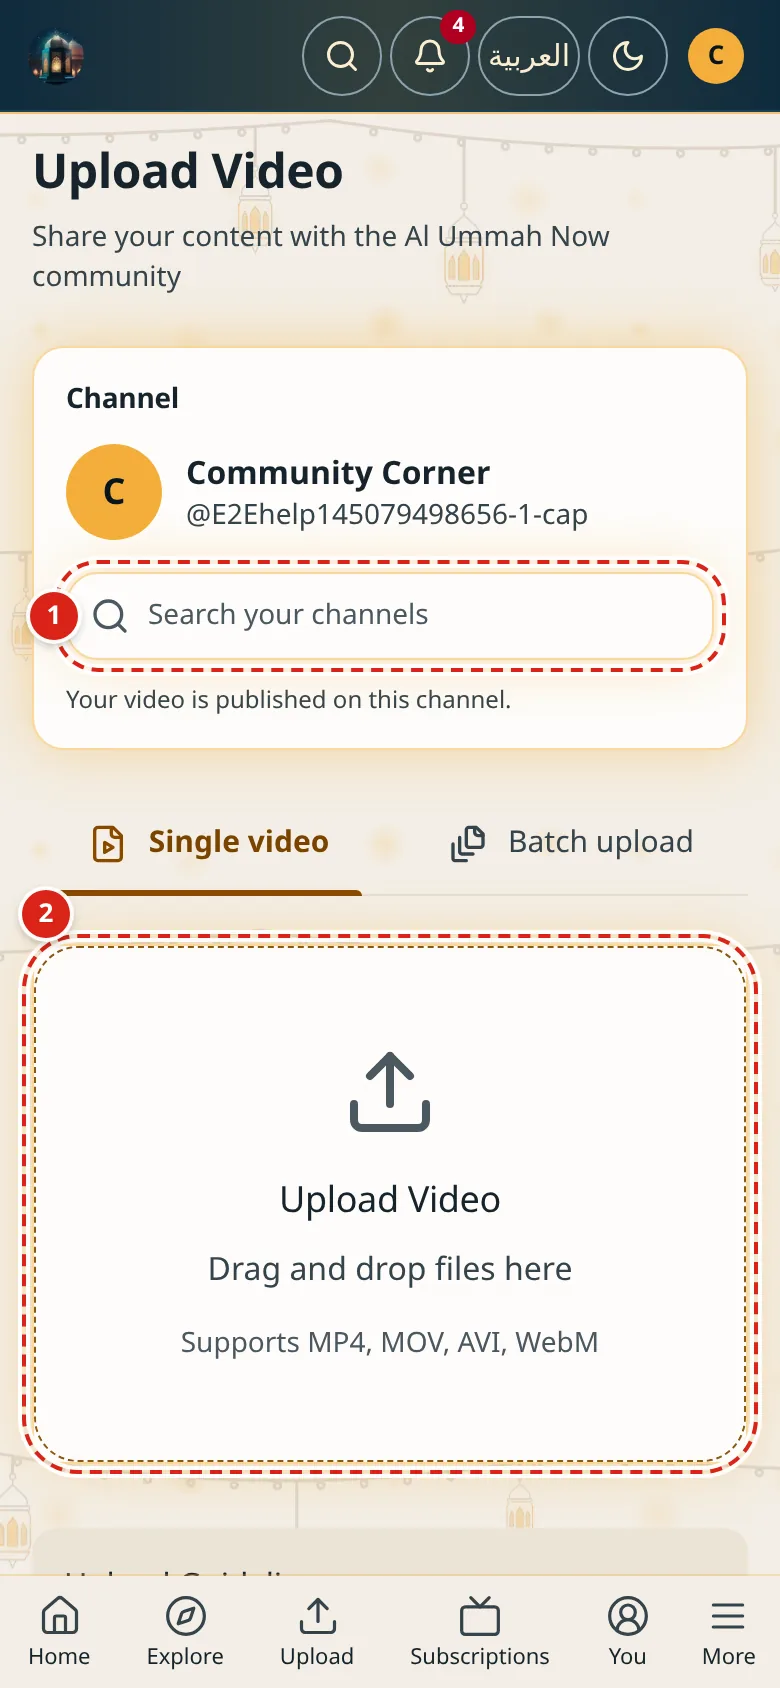 4
العربية
C
Upload Video
Share your content with the Al Ummah Now
community
Channel
C
Community Corner
@E2Ehelp145079498656-1-cap
1
Search your channels
Your video is published on this channel.
Single video
Batch upload
2
Upload Video
Drag and drop files here
Supports MP4, MOV, AVI, WebM
Home
Explore
Upload
Subscriptions
You
More